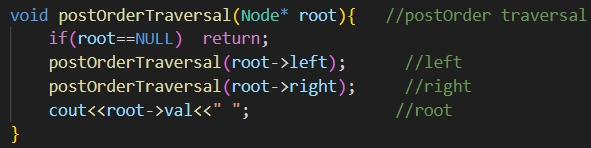 void postOrderTraversal(Node* root){   //postOrder traversal
    if(root==NULL)  return;
    postOrderTraversal(root->left);       //left
    postOrderTraversal(root->right);      //right
    cout<<root->val<<" ";                 //root
}